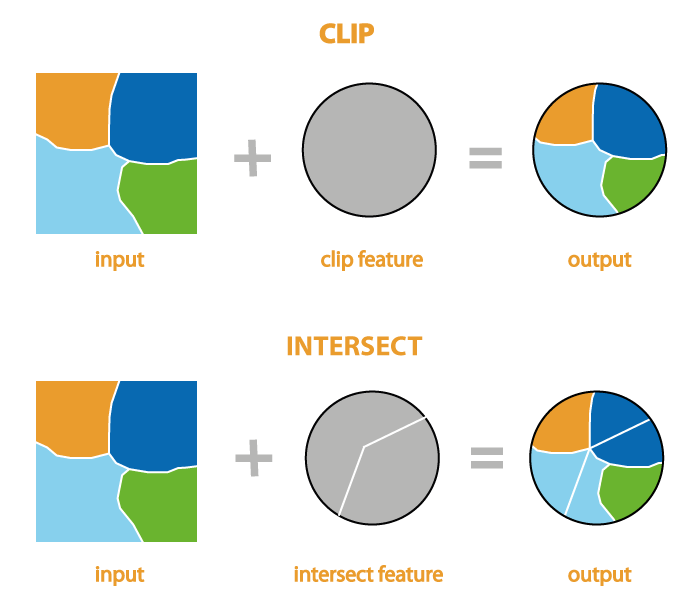 CLIP
+
=
input
clip feature
output
INTERSECT
+
=
input
intersect feature
output